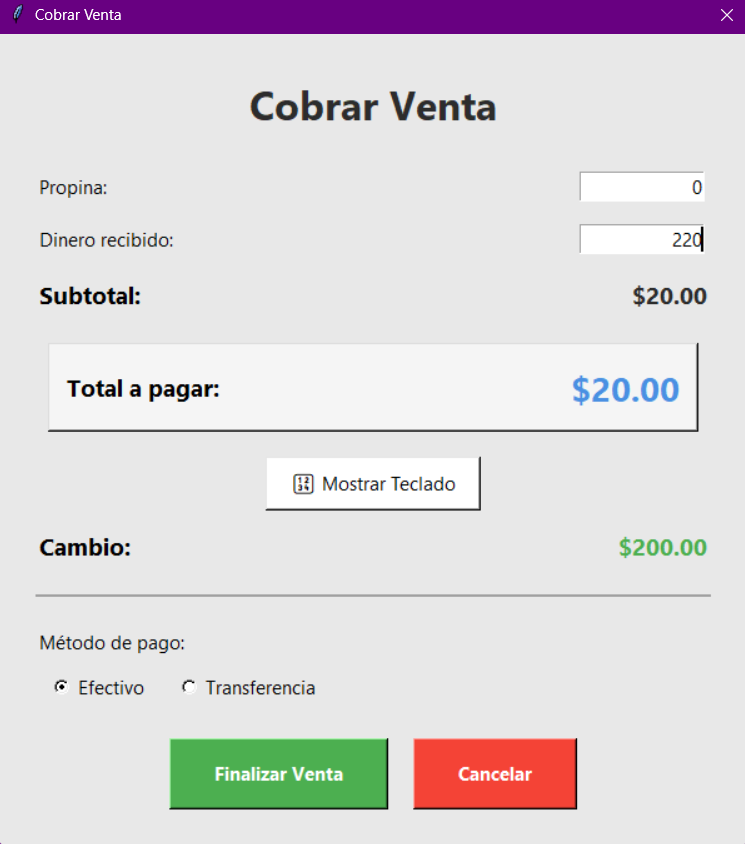 Cobrar Venta
Cobrar Venta
Propina: 0
Dinero recibido: 220
Subtotal: $20.00
Total a pagar: $20.00
Mostrar Teclado
Cambio: $200.00
Método de pago:
Efectivo Transferencia
Finalizar Venta Cancelar